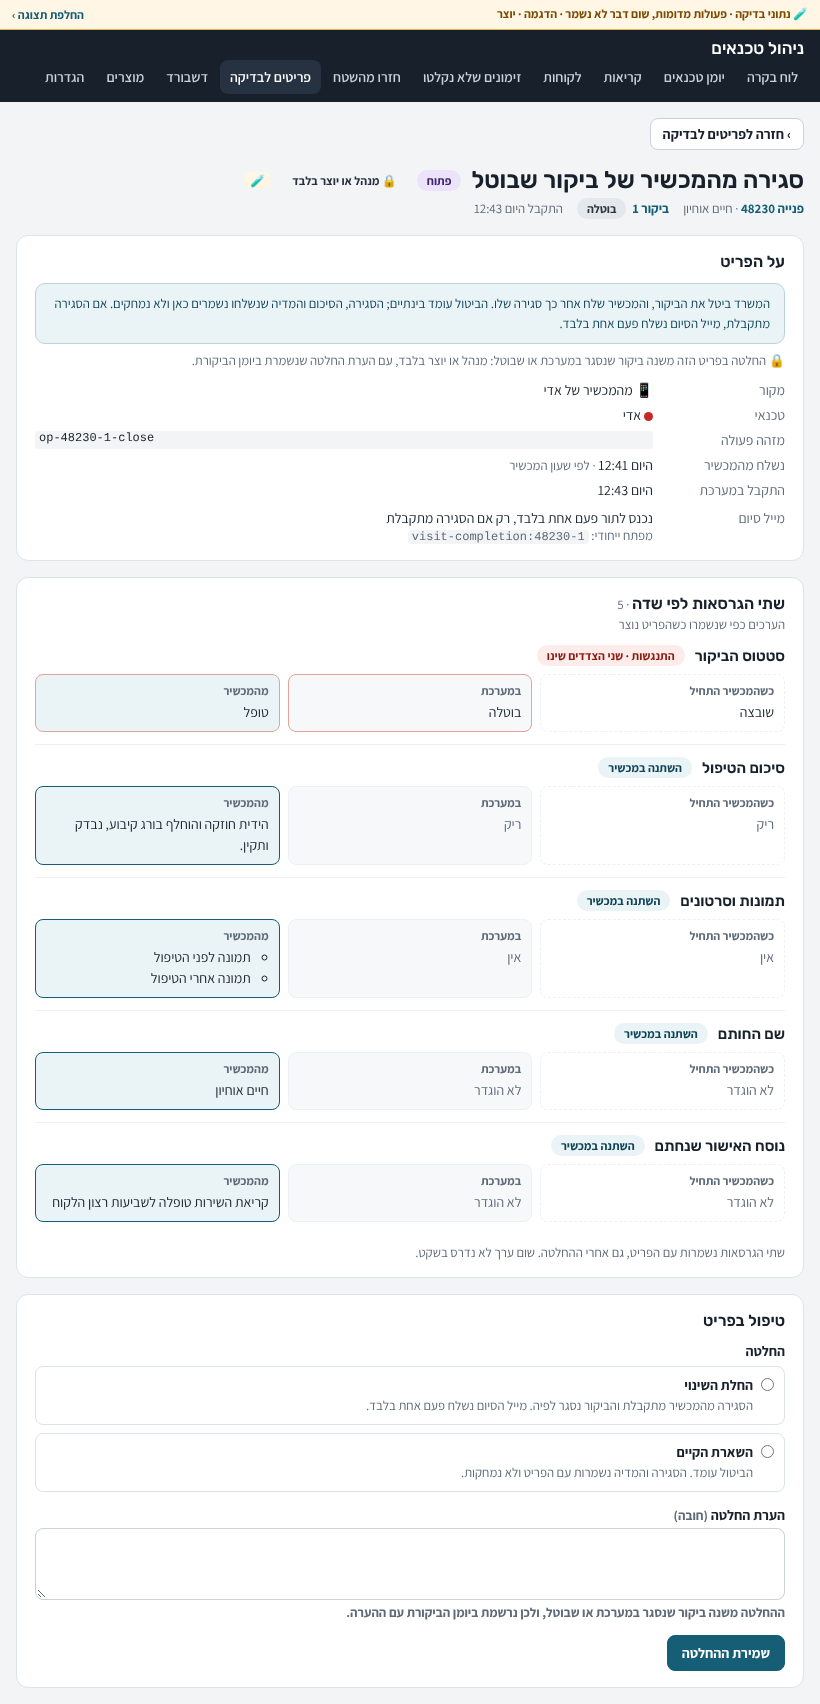 🧪 נתוני בדיקה · פעולות מדומות, שום דבר לא נשמר · הדגמה · יוצר
החלפת תצוגה ›
ניהול טכנאים
לוח בקרה
יומן טכנאים
קריאות
לקוחות
זימונים שלא נקלטו
חזרו מהשטח
פריטים לבדיקה
דשבורד
מוצרים
הגדרות
› חזרה לפריטים לבדיקה
סגירה מהמכשיר של ביקור שבוטל פתוח 🔒 מנהל או יוצר בלבד 🧪
פנייה 48230 · חיים אוחיון ביקור 1 בוטלה התקבל היום 12:43
על הפריט
המשרד ביטל את הביקור, והמכשיר שלח אחר כך סגירה שלו. הביטול עומד בינתיים; הסגירה, הסיכום והמדיה שנשלחו נשמרים כאן ולא נמחקים. אם הסגירה
מתקבלת, מייל הסיום נשלח פעם אחת בלבד.
🔒 החלטה בפריט הזה משנה ביקור שנסגר במערכת או שבוטל: מנהל או יוצר בלבד, עם הערת החלטה שנשמרת ביומן הביקורת.
מקור 📱 מהמכשיר של אדי
טכנאי אדי
מזהה פעולה op-48230-1-close
נשלח מהמכשיר היום 12:41 · לפי שעון המכשיר
התקבל במערכת היום 12:43
מייל סיום נכנס לתור פעם אחת בלבד, רק אם הסגירה מתקבלת
מפתח ייחודי: visit-completion:48230-1
שתי הגרסאות לפי שדה · 5
הערכים כפי שנשמרו כשהפריט נוצר
סטטוס הביקור התנגשות · שני הצדדים שינו
כשהמכשיר התחיל
שובצה
במערכת
בוטלה
מהמכשיר
טופל
סיכום הטיפול השתנה במכשיר
כשהמכשיר התחיל
ריק
במערכת
ריק
מהמכשיר
הידית חוזקה והוחלף בורג קיבוע, נבדק
ותקין.
תמונות וסרטונים השתנה במכשיר
כשהמכשיר התחיל
אין
במערכת
אין
מהמכשיר
תמונה לפני הטיפול
תמונה אחרי הטיפול
שם החותם השתנה במכשיר
כשהמכשיר התחיל
לא הוגדר
במערכת
לא הוגדר
מהמכשיר
חיים אוחיון
נוסח האישור שנחתם השתנה במכשיר
כשהמכשיר התחיל
לא הוגדר
במערכת
לא הוגדר
מהמכשיר
קריאת השירות טופלה לשביעות רצון הלקוח
שתי הגרסאות נשמרות עם הפריט, גם אחרי ההחלטה. שום ערך לא נדרס בשקט.
טיפול בפריט
החלטה
החלת השינוי
הסגירה מהמכשיר מתקבלת והביקור נסגר לפיה. מייל הסיום נשלח פעם אחת בלבד.
השארת הקיים
הביטול עומד. הסגירה והמדיה נשמרות עם הפריט ולא נמחקות.
הערת החלטה (חובה)
ההחלטה משנה ביקור שנסגר במערכת או שבוטל, ולכן נרשמת ביומן הביקורת עם ההערה.
שמירת ההחלטה